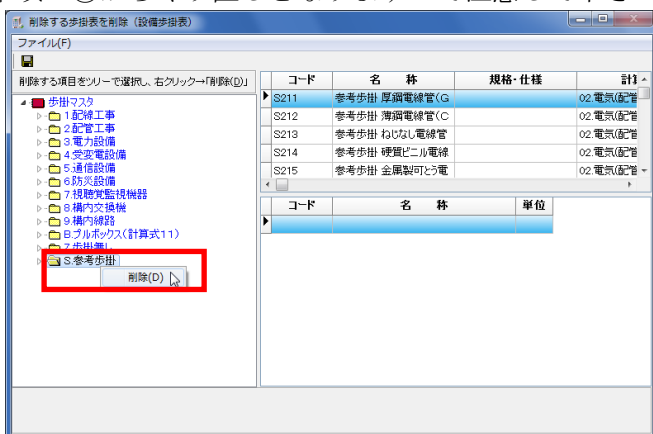 削除する歩掛表を削除（設備歩掛表）
ファイル(F)
削除する項目をツリーで選択し、右クリック→「削除(D)」
歩掛マスタ
1.配線工事
2.配管工事
3.電力設備
4.受変電設備
5.通信設備
6.防災設備
7.視聴覚監視機器
8.構内交換機
9.構内線路
B.プルボックス(計算式１１)
Z.歩掛無し
S.参考歩掛
削除(D)
コード 名 称 規格・仕様
S211 参考歩掛 厚鋼電線管(G 02.電気(配管
S212 参考歩掛 薄鋼電線管(C 02.電気(配管
S213 参考歩掛 ねじなし電線管 02.電気(配管
S214 参考歩掛 硬質ビニル電線 02.電気(配管
S215 参考歩掛 金属製可とう電 02.電気(配管
コード 名 称 単位